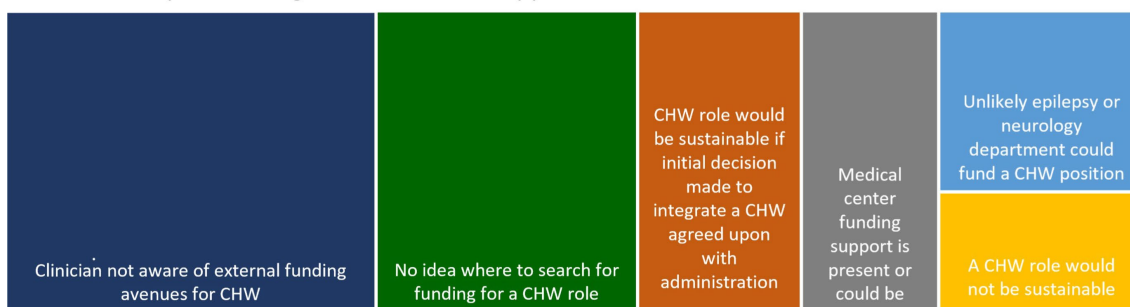 Clinician not aware of external funding
avenues for CHW
No idea where to search for
funding for a CHW role
CHW role would
be sustainable if
initial decision
made to
integrate a CHW
agreed upon
with
administration
Medical
center
funding
support is
present or
could be
Unlikely epilepsy or
neurology
department could
fund a CHW position
A CHW role would
not be sustainable